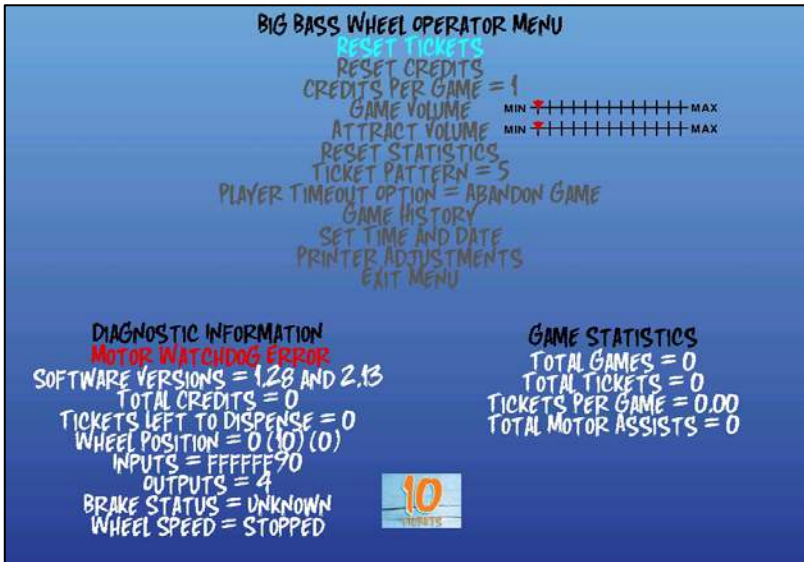 BIG BASS WHEEL OPERATOR MENU
RESET TICKETS
RESET CREDITS
CREDITS PER GAME = 1
GAME VOLUME MIN MAX
ATTRACT VOLUME MIN MAX
RESET STATISTICS
TICKET PATTERN = 5
PLAYER TIMEOUT OPTION = ABANDON GAME
GAME HISTORY
SET TIME AND DATE
PRINTER ADJUSTMENTS
EXIT MENU
DIAGNOSTIC INFORMATION
MOTOR WATCHDOG ERROR
SOFTWARE VERSIONS = 1.28 AND 2.13
TOTAL CREDITS = 0
TICKETS LEFT TO DISPENSE = 0
WHEEL POSITION = 0 (10) (0)
INPUTS = FFFFFF90
OUTPUTS = 4
BRAKE STATUS = UNKNOWN
WHEEL SPEED = STOPPED
10
TICKETS
GAME STATISTICS
TOTAL GAMES = 0
TOTAL TICKETS = 0
TICKETS PER GAME = 0.00
TOTAL MOTOR ASSISTS = 0